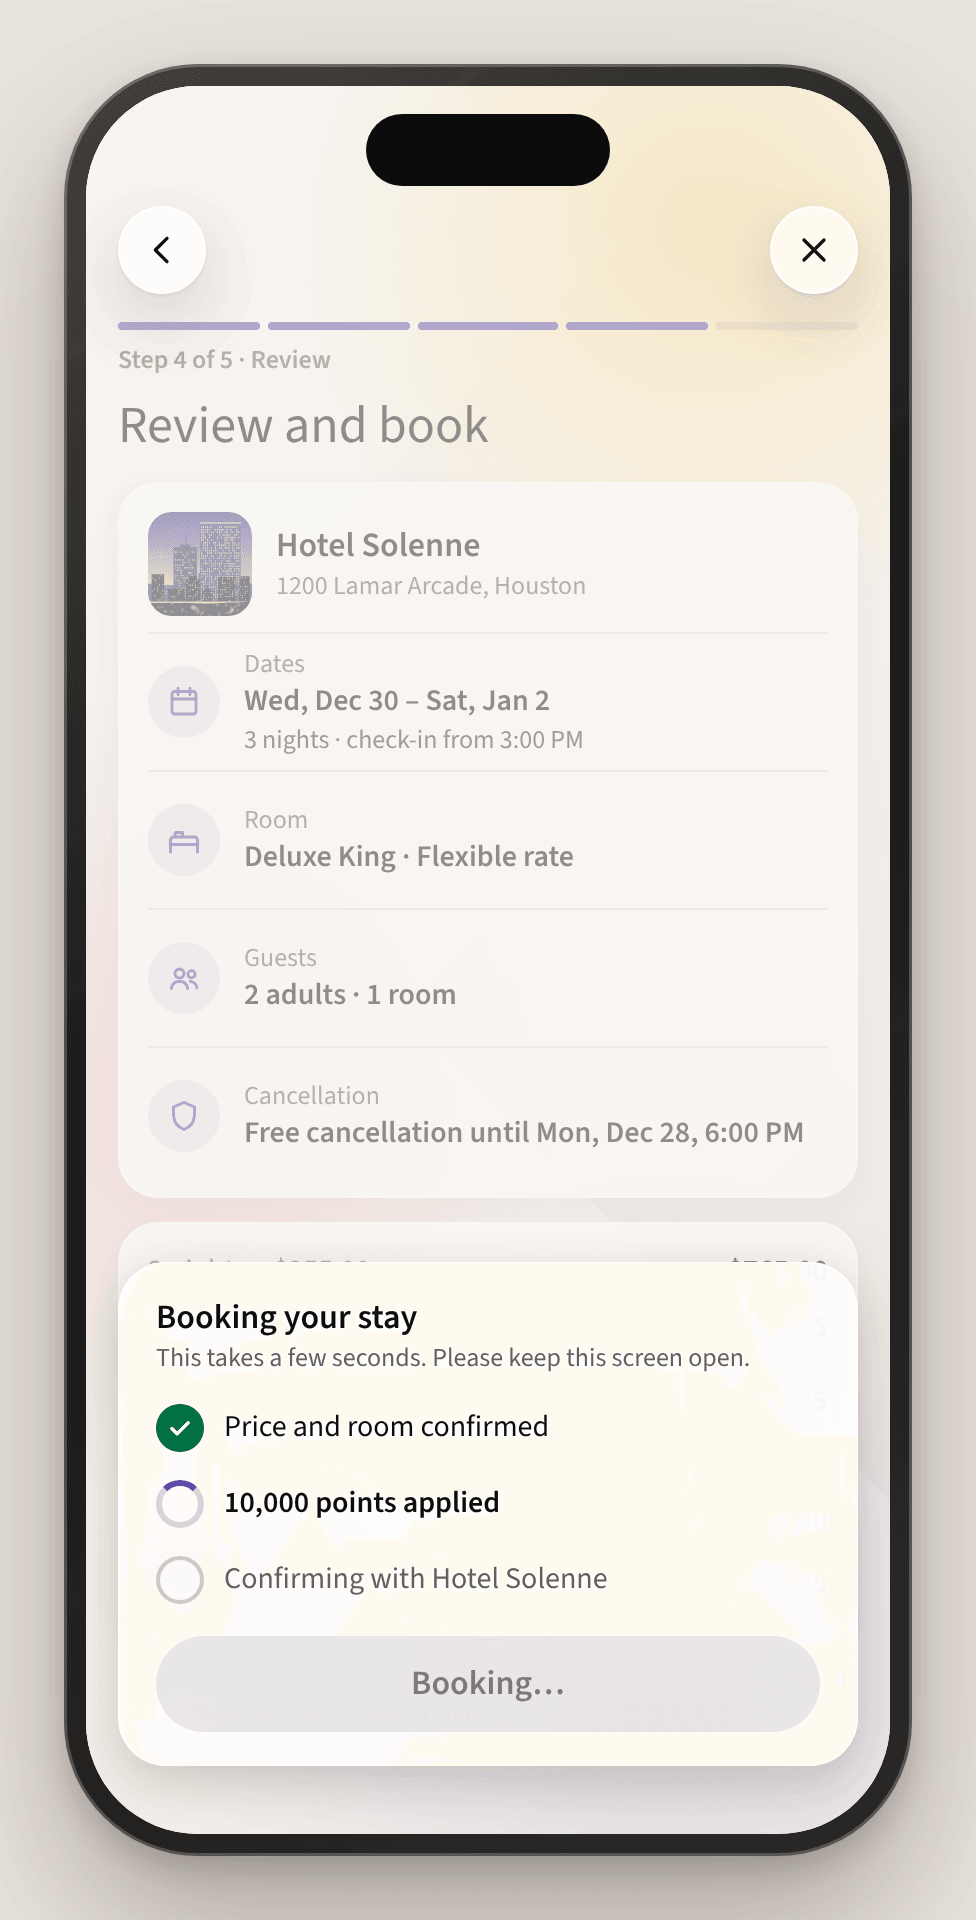 Step 4 of 5 · Review
Review and book
Hotel Solenne
1200 Lamar Arcade, Houston
Dates
Wed, Dec 30 – Sat, Jan 2
3 nights · check-in from 3:00 PM
Room
Deluxe King · Flexible rate
Guests
2 adults · 1 room
Cancellation
Free cancellation until Mon, Dec 28, 6:00 PM
Booking your stay
This takes a few seconds. Please keep this screen open.
Price and room confirmed
10,000 points applied
Confirming with Hotel Solenne
Booking…